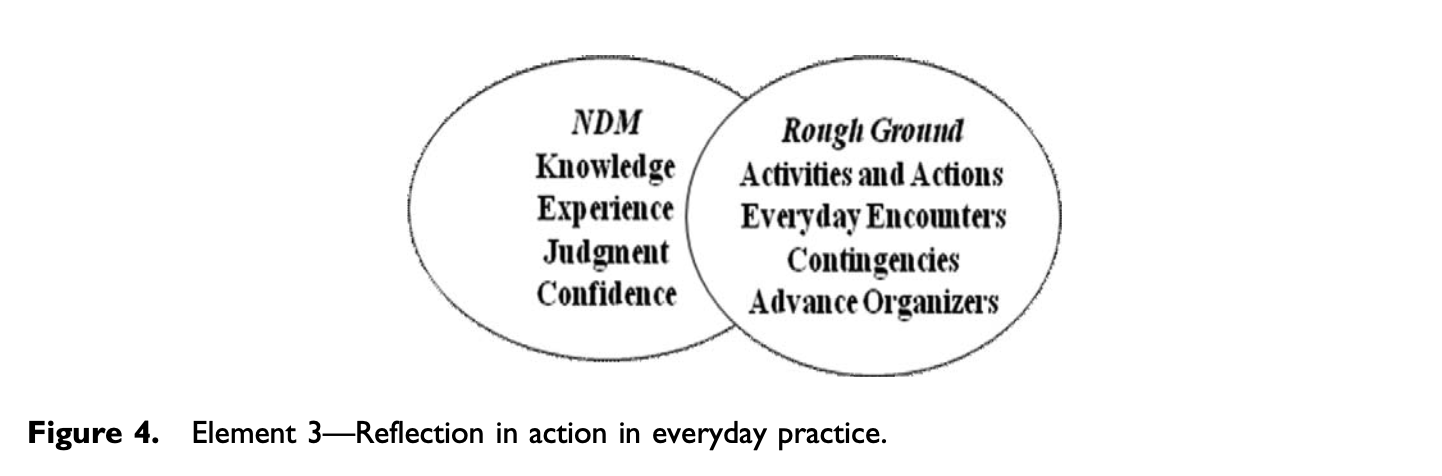 NDM
Knowledge
Experience
Judgment
Confidence
Rough Ground
Activities and Actions
Everyday Encounters
Contingencies
Advance Organizers
Figure 4. Element 3—Reflection in action in everyday practice.